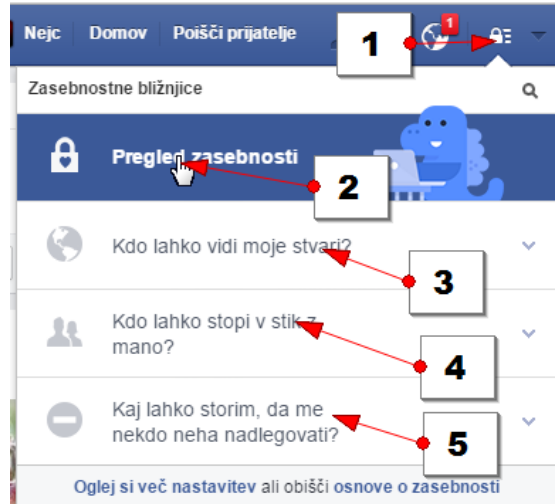 Nejc Domov Poišči prijatelje 1 1
Zasebnostne bližnjice
Pregled zasebnosti
2
Kdo lahko vidi moje stvari?
3
Kdo lahko stopi v stik z
mano?
4
Kaj lahko storim, da me
nekdo neha nadlegovati?
5
Oglej si več nastavitev ali obišči osnove o zasebnosti